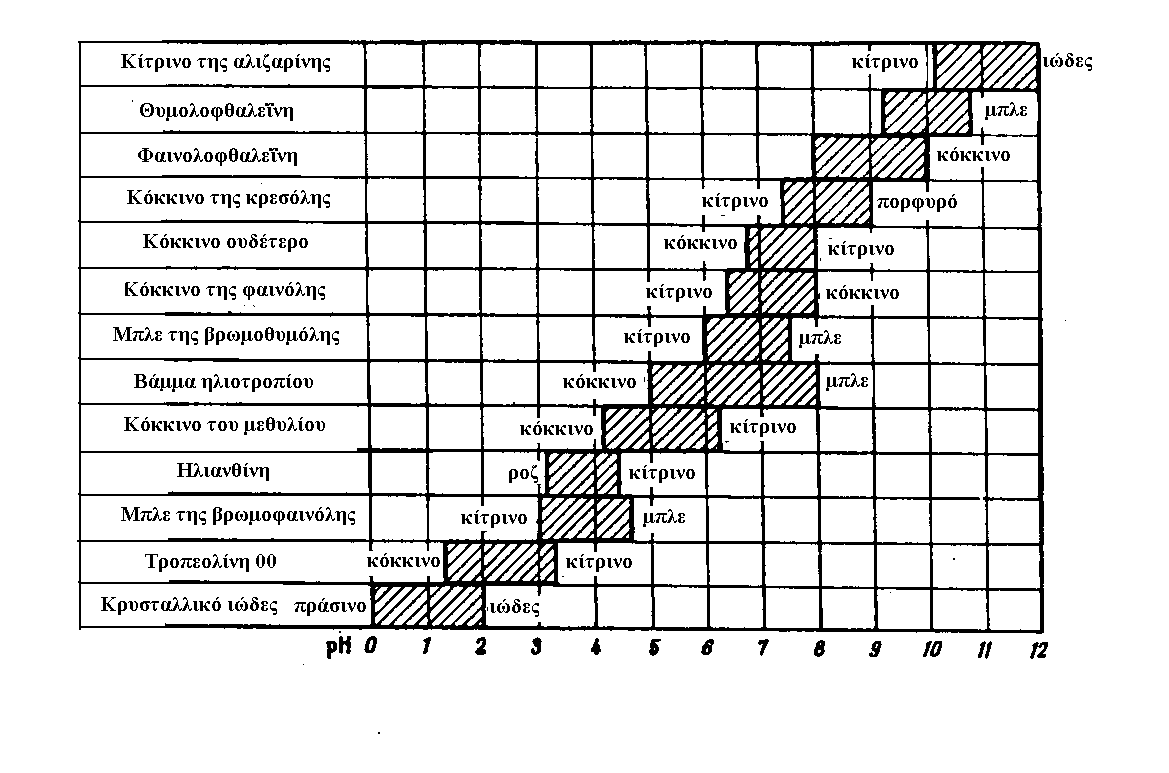 Κίτρινο της αλιζαρίνης κίτρινο ιώδες
Θυμολοφθαλεΐνη μπλε
Φαινολοφθαλεΐνη κόκκινο
Κόκκινο της κρεσόλης κίτρινο πορφυρό
Κόκκινο ουδέτερο κόκκινο κίτρινο
Κόκκινο της φαινόλης κίτρινο κόκκινο
Μπλε της βρωμοθυμόλης κίτρινο μπλε
Βάμμα ηλιοτροπίου κόκκινο μπλε
Κόκκινο του μεθυλίου κόκκινο κίτρινο
Ηλιανθίνη ροζ κίτρινο
Μπλε της βρωμοφαινόλης κίτρινο μπλε
Τροπεολίνη 00 κόκκινο κίτρινο
Κρυσταλλικό ιώδες πράσινο ιώδες
pH 0 1 2 3 4 5 6 7 8 9 10 11 12